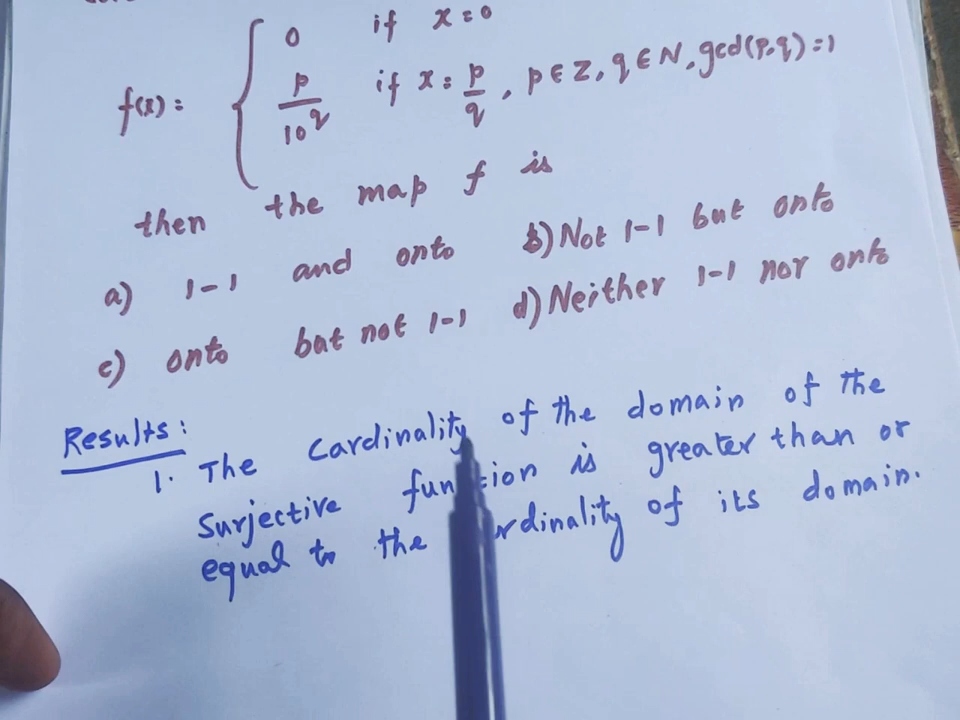 0 if x = 0
f(x) = p/10^q if x = p/q , p ∈ Z, q ∈ N, gcd(p,q) = 1
then the map f is
a) 1-1 and onto b) Not 1-1 but onto
c) onto but not 1-1 d) Neither 1-1 nor onto
Results:
1. The cardinality of the domain of the
surjective is greater than or
equal to the of its domain.